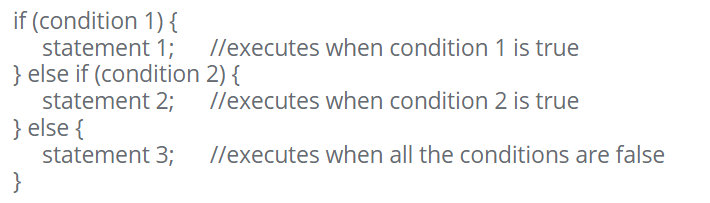 if (condition 1) {
statement 1; //executes when condition 1 is true
} else if (condition 2) {
statement 2; //executes when condition 2 is true
} else {
statement 3; //executes when all the conditions are false
}